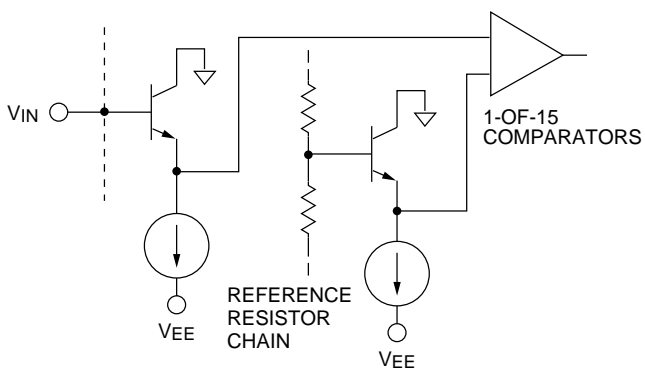 VIN
1-OF-15
COMPARATORS
REFERENCE
RESISTOR
CHAIN
VEE
VEE